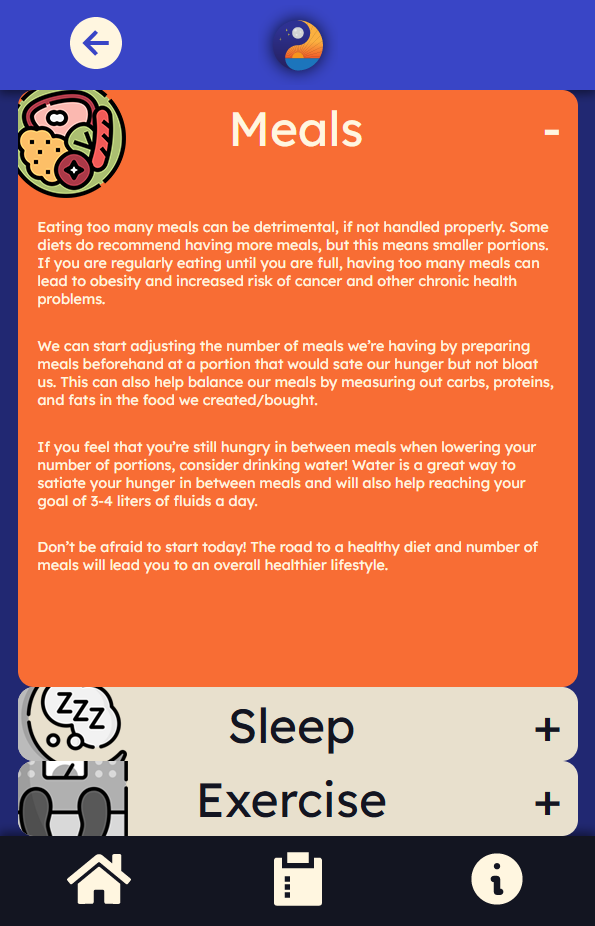 Meals
-
Eating too many meals can be detrimental, if not handled properly. Some
diets do recommend having more meals, but this means smaller portions.
If you are regularly eating until you are full, having too many meals can
lead to obesity and increased risk of cancer and other chronic health
problems.
We can start adjusting the number of meals we’re having by preparing
meals beforehand at a portion that would sate our hunger but not bloat
us. This can also help balance our meals by measuring out carbs, proteins,
and fats in the food we created/bought.
If you feel that you’re still hungry in between meals when lowering your
number of portions, consider drinking water! Water is a great way to
satiate your hunger in between meals and will also help reaching your
goal of 3-4 liters of fluids a day.
Don’t be afraid to start today! The road to a healthy diet and number of
meals will lead you to an overall healthier lifestyle.
ZZZ
Sleep
+
Exercise
+